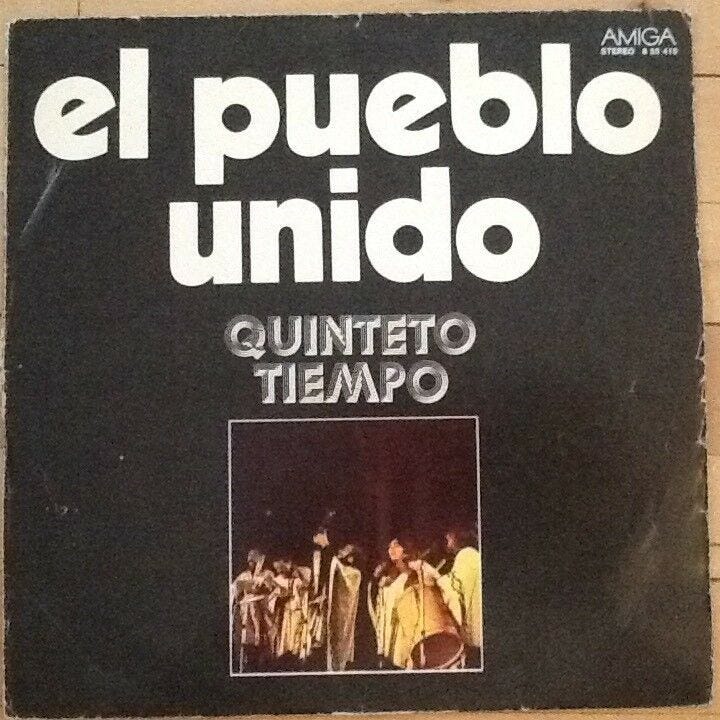 AMIGA
STEREO 8 55 419
el pueblo
unido
QUINTETO
TIEMPO